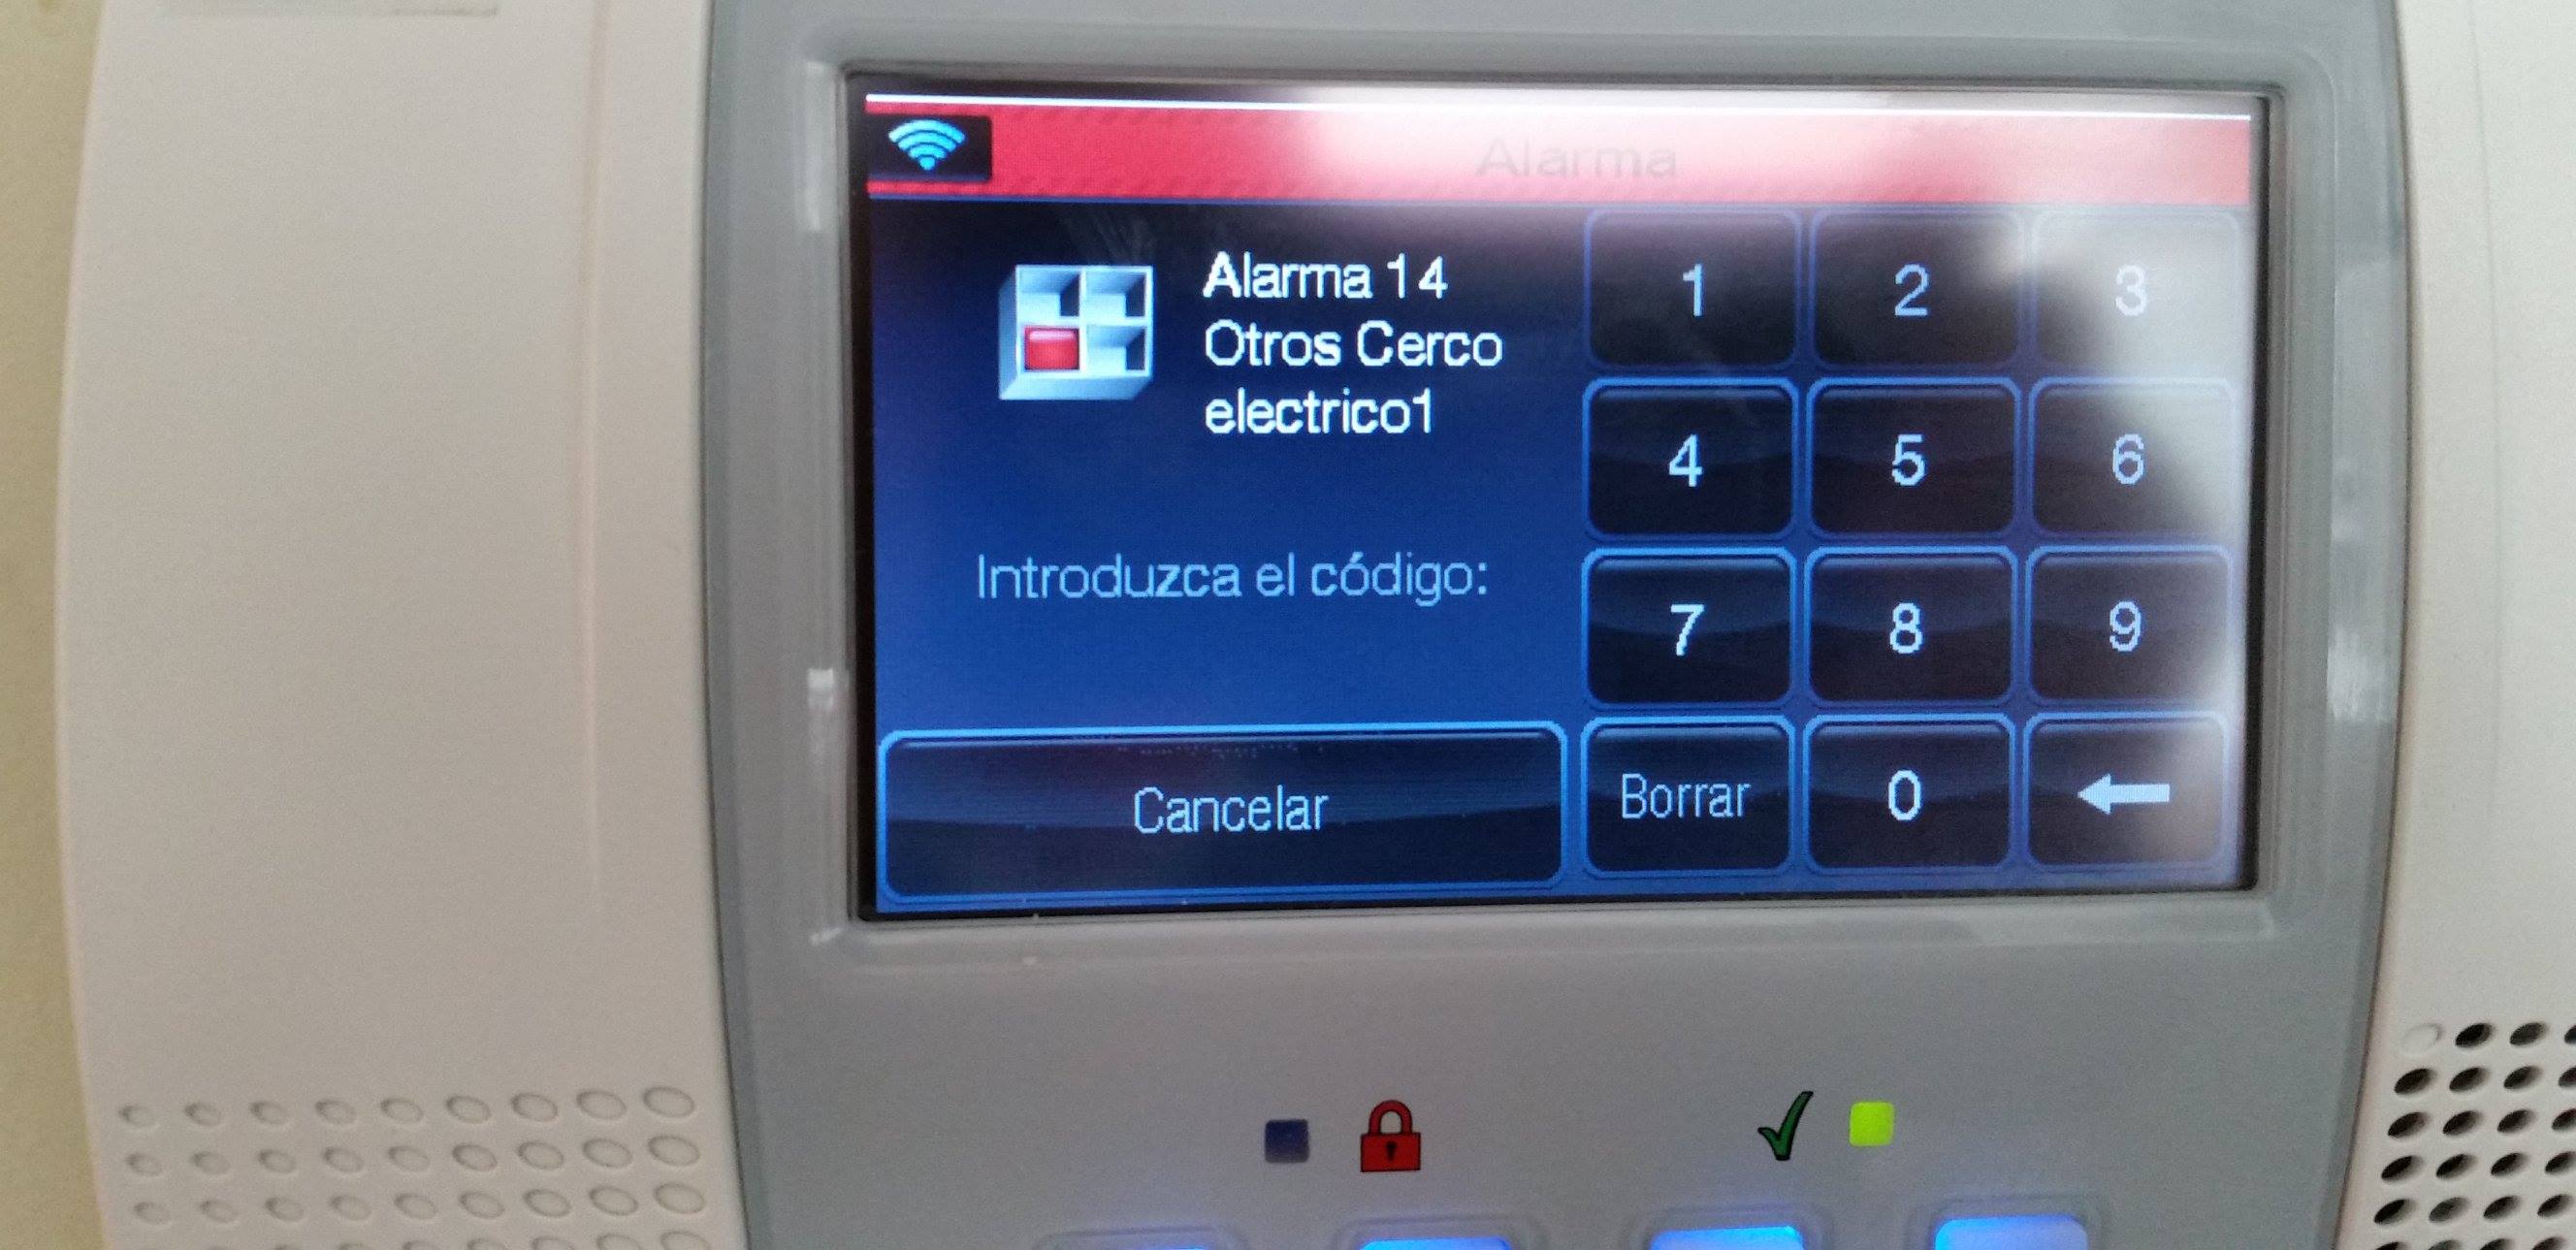 Alarma
Alarma 14
Otros Cerco
electrico1
Introduzca el código:
Cancelar
1 2 3
4 5 6
7 8 9
Borrar 0